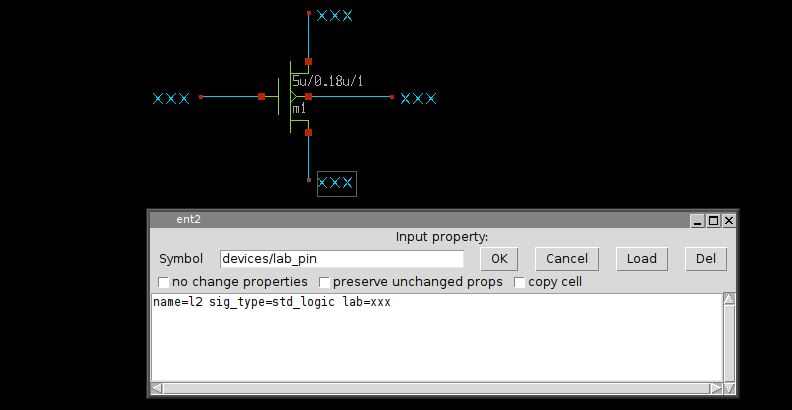 xxx
5u/0.18u/1
xxx
xxx
m1
xxx
ent2
Input property:
Symbol devices/lab_pin OK Cancel Load Del
no change properties preserve unchanged props copy cell
name=l2 sig_type=std_logic lab=xxx